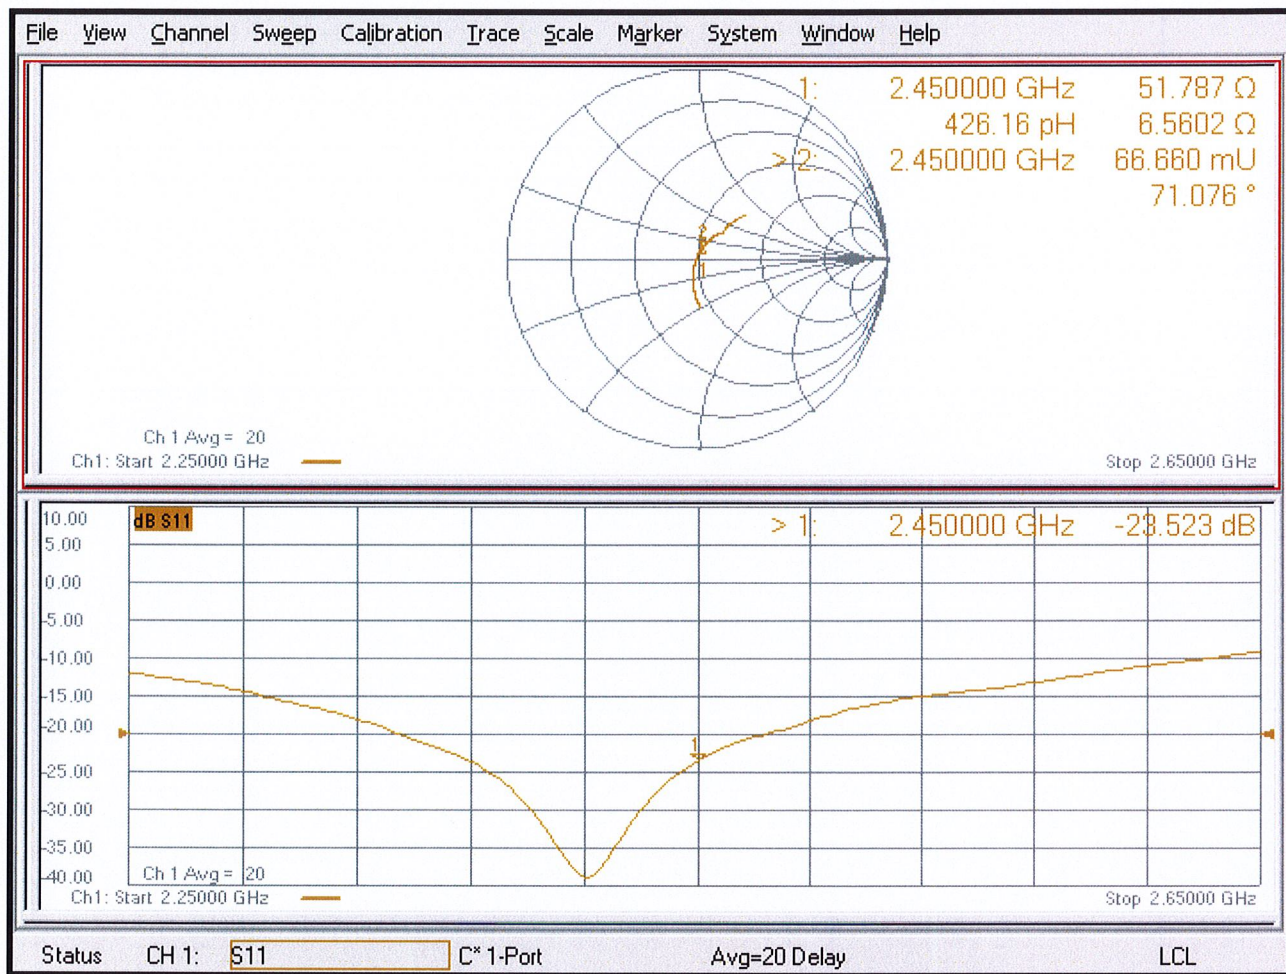 File View Channel Sweep Calibration Trace Scale Marker System Window Help
1: 2.450000 GHz 51.787 Ω
426.16 pH 6.5602 Ω
> 2: 2.450000 GHz 66.660 mU
71.076 °
2
1
Ch 1 Avg = 20
Ch1: Start 2.25000 GHz Stop 2.65000 GHz
10.00 dB S11 > 1: 2.450000 GHz -23.523 dB
5.00
0.00
-5.00
-10.00
-15.00
-20.00
1
-25.00
-30.00
-35.00
-40.00 Ch 1 Avg = 20
Ch1: Start 2.25000 GHz Stop 2.65000 GHz
Status CH 1: S11 C* 1-Port Avg=20 Delay LCL